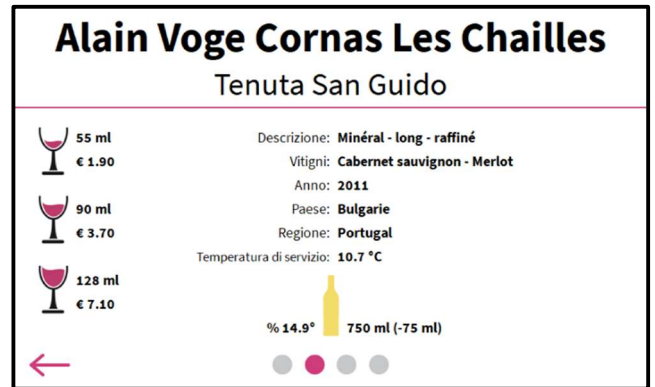 Alain Voge Cornas Les Chailles
Tenuta San Guido
55 ml
€ 1.90
90 ml
€ 3.70
128 ml
€ 7.10
Descrizione: Minéral - long - raffiné
Vitigni: Cabernet sauvignon - Merlot
Anno: 2011
Paese: Bulgarie
Regione: Portugal
Temperatura di servizio: 10.7 °C
% 14.9° 750 ml (-75 ml)